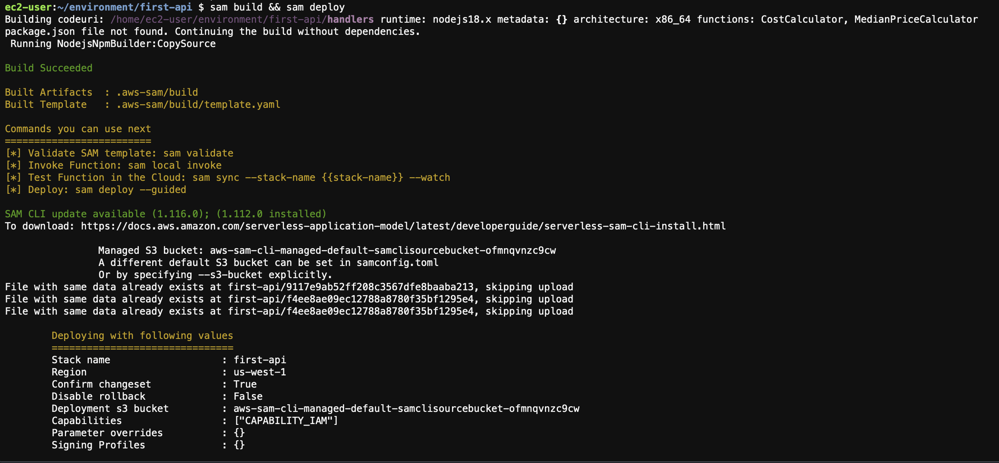 ec2-user:~/environment/first-api $ sam build && sam deploy
Building codeuri: /home/ec2-user/environment/first-api/handlers runtime: nodejs18.x metadata: {} architecture: x86_64 functions: CostCalculator, MedianPriceCalculator
package.json file not found. Continuing the build without dependencies.
 Running NodejsNpmBuilder:CopySource

Build Succeeded

Built Artifacts  : .aws-sam/build
Built Template   : .aws-sam/build/template.yaml

Commands you can use next
=========================
[*] Validate SAM template: sam validate
[*] Invoke Function: sam local invoke
[*] Test Function in the Cloud: sam sync --stack-name {{stack-name}} --watch
[*] Deploy: sam deploy --guided

SAM CLI update available (1.116.0); (1.112.0 installed)
To download: https://docs.aws.amazon.com/serverless-application-model/latest/developerguide/serverless-sam-cli-install.html

                Managed S3 bucket: aws-sam-cli-managed-default-samclisourcebucket-ofmnqvnzc9cw
                A different default S3 bucket can be set in samconfig.toml
                Or by specifying --s3-bucket explicitly.
File with same data already exists at first-api/9117e9ab52ff208c3567dfe8baaba213, skipping upload
File with same data already exists at first-api/f4ee8ae09ec12788a8780f35bf1295e4, skipping upload
File with same data already exists at first-api/f4ee8ae09ec12788a8780f35bf1295e4, skipping upload

        Deploying with following values
        ===============================
        Stack name                   : first-api
        Region                       : us-west-1
        Confirm changeset            : True
        Disable rollback             : False
        Deployment s3 bucket         : aws-sam-cli-managed-default-samclisourcebucket-ofmnqvnzc9cw
        Capabilities                 : ["CAPABILITY_IAM"]
        Parameter overrides          : {}
        Signing Profiles             : {}